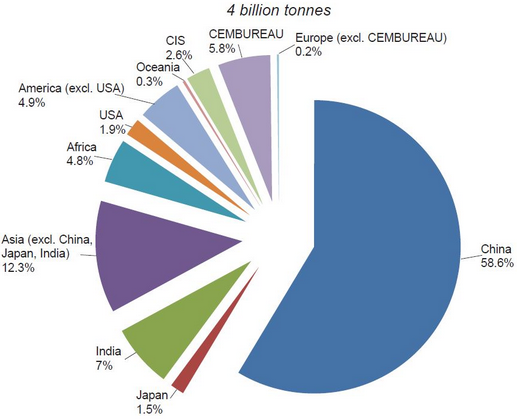 4 billion tonnes
CIS
2.6%
CEMBUREAU
5.8%
Europe (excl. CEMBUREAU)
0.2%
Oceania
0.3%
America (excl. USA)
4.9%
USA
1.9%
Africa
4.8%
Asia (excl. China,
Japan, India)
12.3%
China
58.6%
India
7%
Japan
1.5%